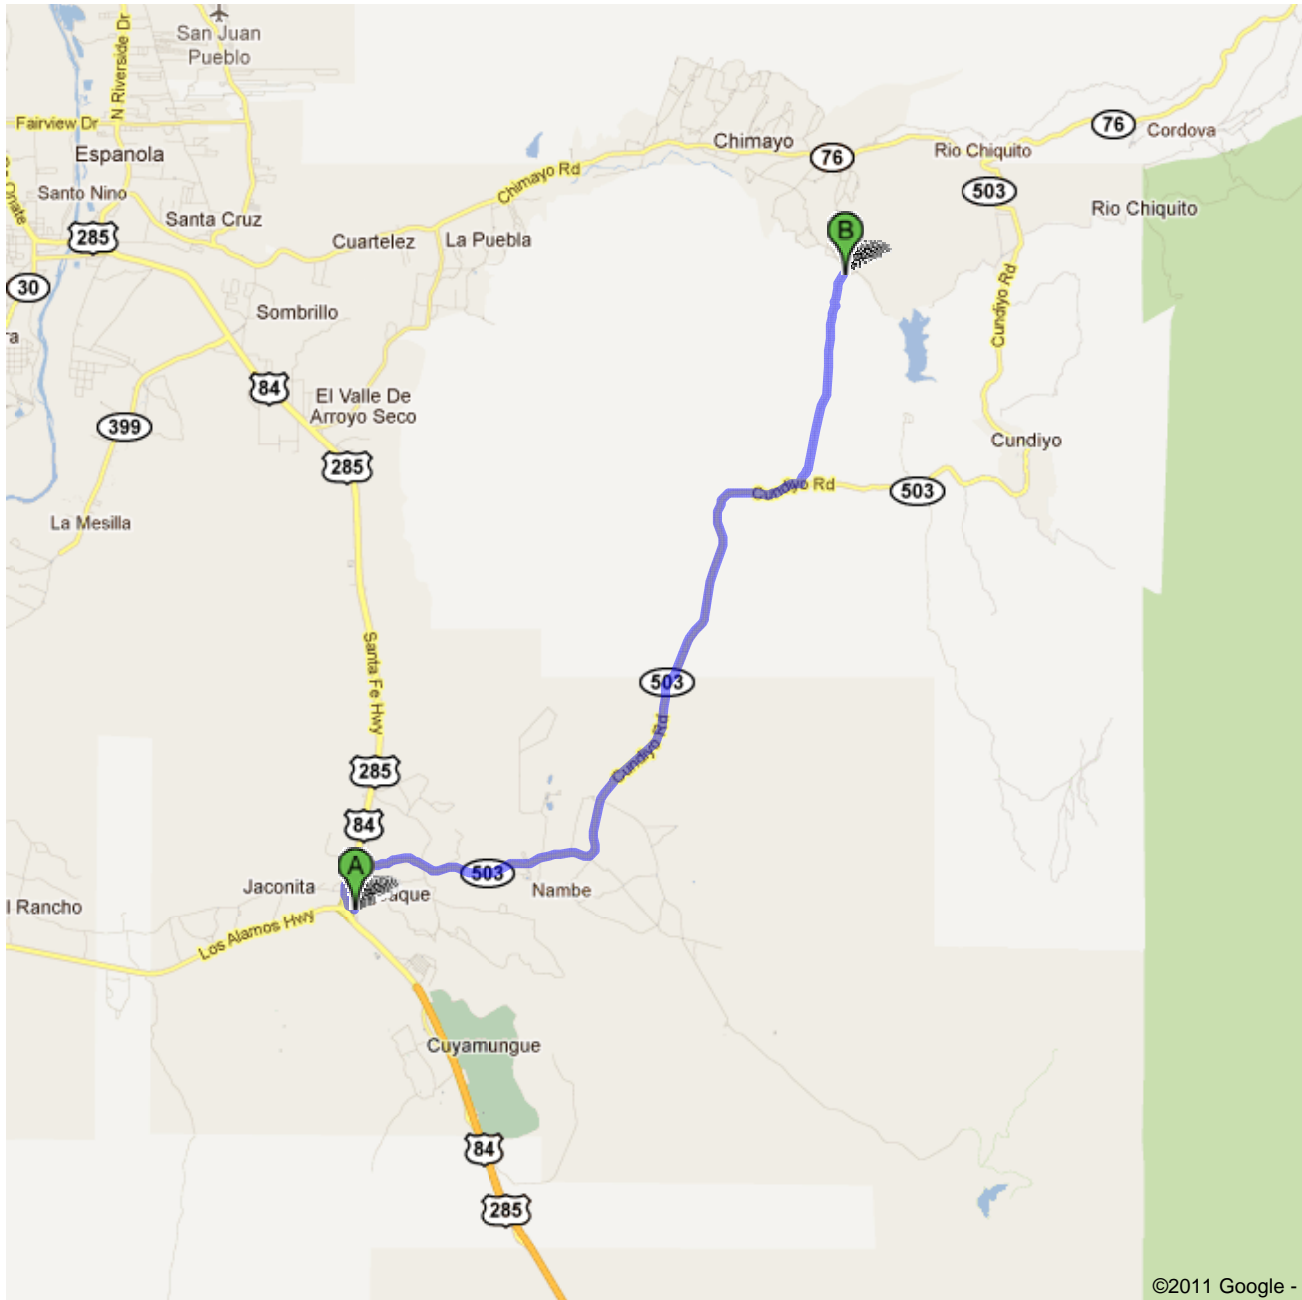 San Juan
Pueblo
N Riverside Dr
Fairview Dr
76
Cordova
Espanola
Chimayo
76
Rio Chiquito
Chimayo Rd
Santo Nino
503
Rio Chiquito
Onate
Santa Cruz
285
Cuartelez
La Puebla
B
30
Sombrillo
Cundiyo Rd
84
El Valle De
Arroyo Seco
399
Cundiyo
285
Cundiyo Rd
503
La Mesilla
Santa Fe Hwy
503
Cundiyo Rd
285
84
A
503
Jaconita
aque
Nambe
l Rancho
Los Alamos Hwy
Cuyamungue
84
285
©2011 Google -